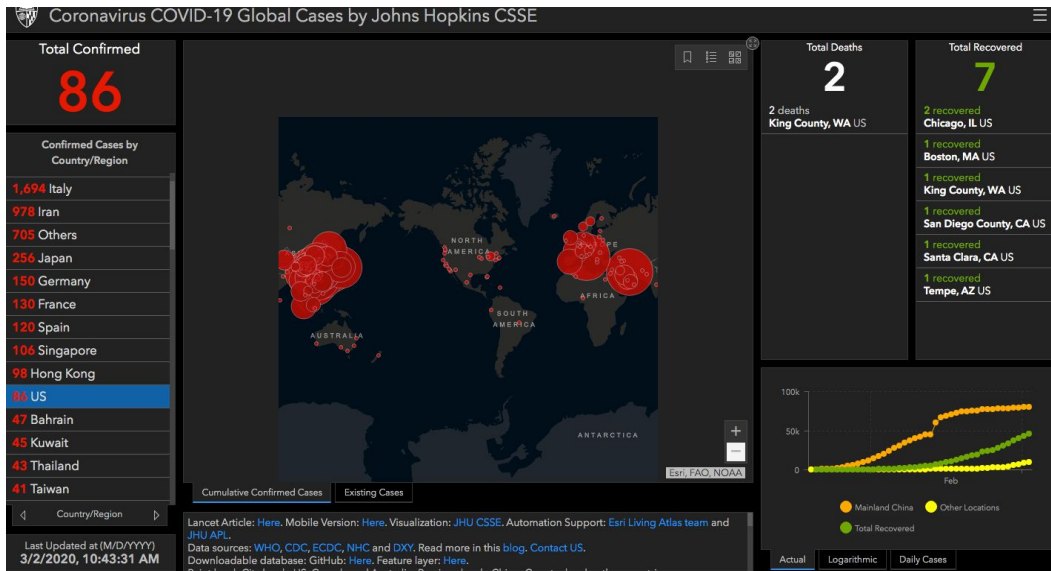 Coronavirus COVID-19 Global Cases by Johns Hopkins CSSE
Total Confirmed
86
Confirmed Cases by
Country/Region
1,694 Italy
978 Iran
705 Others
256 Japan
150 Germany
130 France
120 Spain
106 Singapore
98 Hong Kong
86 US
47 Bahrain
45 Kuwait
43 Thailand
41 Taiwan
Country/Region
Last Updated at (M/D/YYYY)
3/2/2020, 10:43:31 AM
NORTH
AMERICA
SOUTH
AMERICA
AFRICA
AUSTRALIA
ANTARCTICA
+
−
Esri, FAO, NOAA
Cumulative Confirmed Cases
Existing Cases
Lancet Article: Here. Mobile Version: Here. Visualization: JHU CSSE. Automation Support: Esri Living Atlas team and
JHU APL.
Data sources: WHO, CDC, ECDC, NHC and DXY. Read more in this blog. Contact US.
Downloadable database: GitHub: Here. Feature layer: Here.
Total Deaths
2
2 deaths
King County, WA US
Total Recovered
7
2 recovered
Chicago, IL US
1 recovered
Boston, MA US
1 recovered
King County, WA US
1 recovered
San Diego County, CA US
1 recovered
Santa Clara, CA US
1 recovered
Tempe, AZ US
100k
50k
0
Feb
Mainland China
Other Locations
Total Recovered
Actual
Logarithmic
Daily Cases